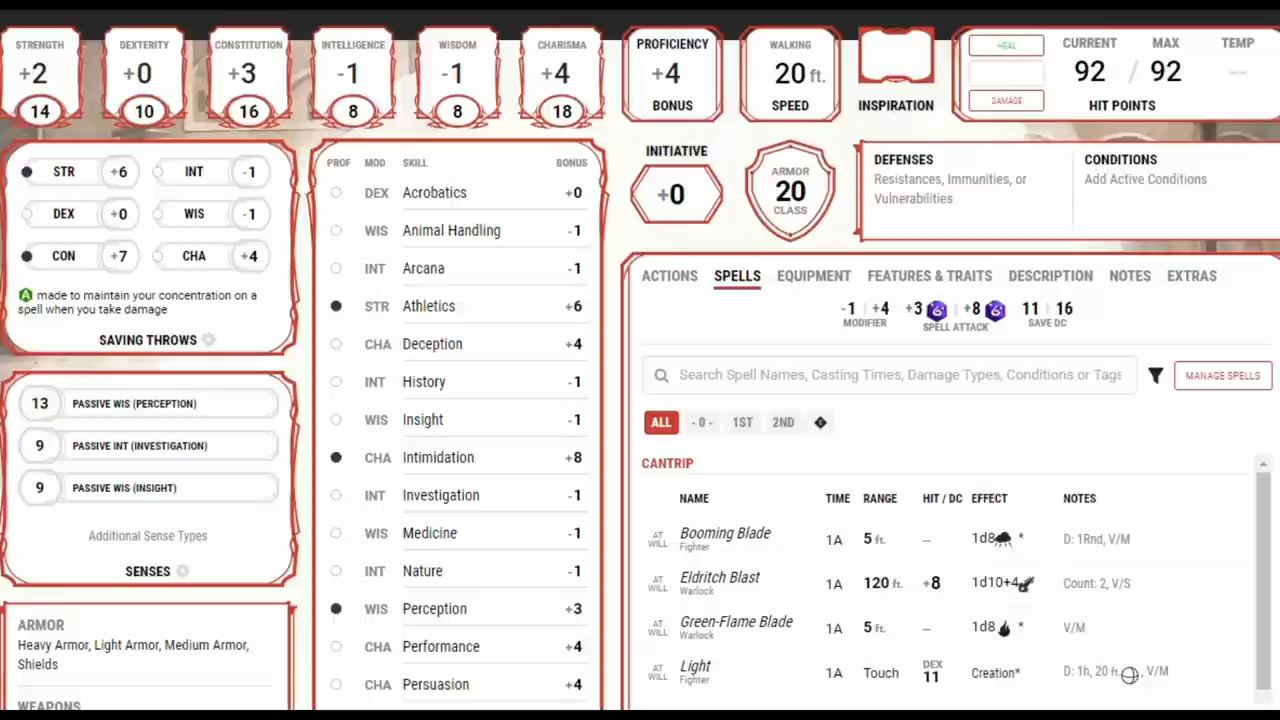 STRENGTH
+2
14
DEXTERITY
+0
10
CONSTITUTION
+3
16
INTELLIGENCE
-1
8
WISDOM
-1
8
CHARISMA
+4
18
PROFICIENCY
+4
BONUS
WALKING
20 ft.
SPEED
INSPIRATION
HEAL
DAMAGE
CURRENT MAX TEMP
92 / 92 --
HIT POINTS
STR +6 INT -1
DEX +0 WIS -1
CON +7 CHA +4
A made to maintain your concentration on a
spell when you take damage
SAVING THROWS
13 PASSIVE WIS (PERCEPTION)
9 PASSIVE INT (INVESTIGATION)
9 PASSIVE WIS (INSIGHT)
Additional Sense Types
SENSES
ARMOR
Heavy Armor, Light Armor, Medium Armor,
Shields
WEAPONS
PROF MOD SKILL BONUS
DEX Acrobatics +0
WIS Animal Handling -1
INT Arcana -1
STR Athletics +6
CHA Deception +4
INT History -1
WIS Insight -1
CHA Intimidation +8
INT Investigation -1
WIS Medicine -1
INT Nature -1
WIS Perception +3
CHA Performance +4
CHA Persuasion +4
INITIATIVE
+0
ARMOR
20
CLASS
DEFENSES
Resistances, Immunities, or
Vulnerabilities
CONDITIONS
Add Active Conditions
ACTIONS SPELLS EQUIPMENT FEATURES & TRAITS DESCRIPTION NOTES EXTRAS
-1 | +4 +3 | +8 11 | 16
MODIFIER SPELL ATTACK SAVE DC
Search Spell Names, Casting Times, Damage Types, Conditions or Tags
MANAGE SPELLS
ALL - 0 - 1ST 2ND
CANTRIP
NAME TIME RANGE HIT / DC EFFECT NOTES
AT WILL Booming Blade 1A 5 ft. – 1d8 * D: 1Rnd, V/M
Fighter
AT WILL Eldritch Blast 1A 120 ft. +8 1d10+4 Count: 2, V/S
Warlock
AT WILL Green-Flame Blade 1A 5 ft. – 1d8 * V/M
Warlock
AT WILL Light 1A Touch DEX 11 Creation* D: 1h, 20 ft. , V/M
Fighter